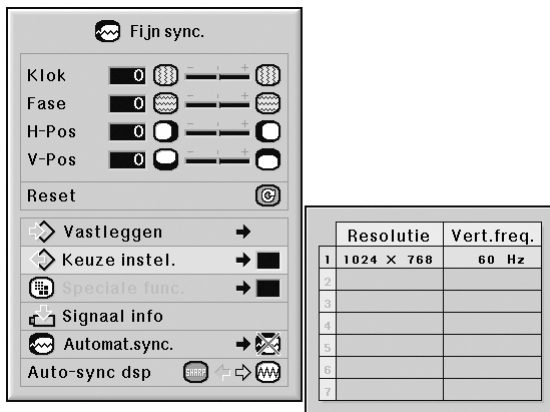 Fijn sync.
Klok 0
Fase 0
H-Pos 0
V-Pos 0
Reset
Vastleggen
Keuze instel.
Speciale func.
Signaal info
Automat.sync.
Auto-sync dsp SHARP
Resolutie Vert.freq.
1 1024 × 768 60 Hz
2
3
4
5
6
7